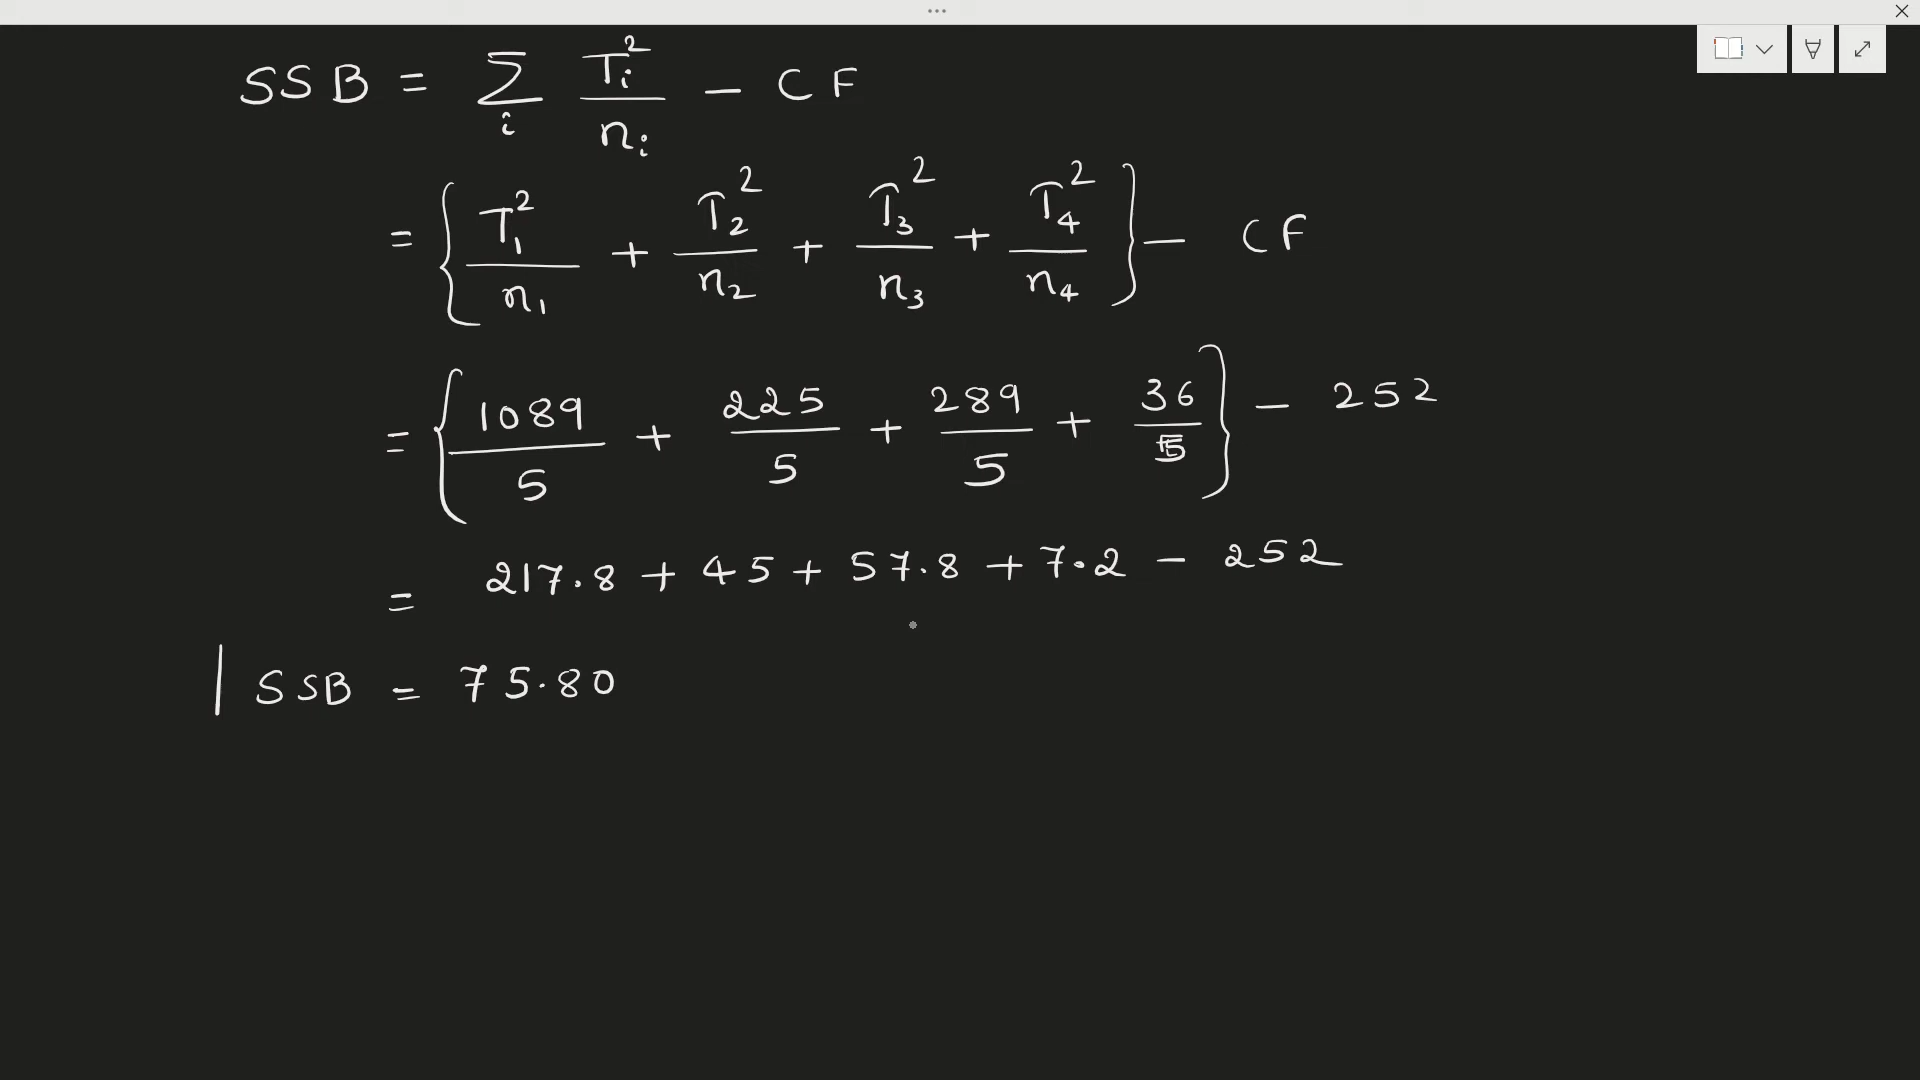 SSB = Σ_i T_i²/n_i − CF
= { T₁²/n₁ + T₂²/n₂ + T₃²/n₃ + T₄²/n₄ } − CF
= { 1089/5 + 225/5 + 289/5 + 36/5 } − 252
= 217.8 + 45 + 57.8 + 7.2 − 252
| SSB = 75.80